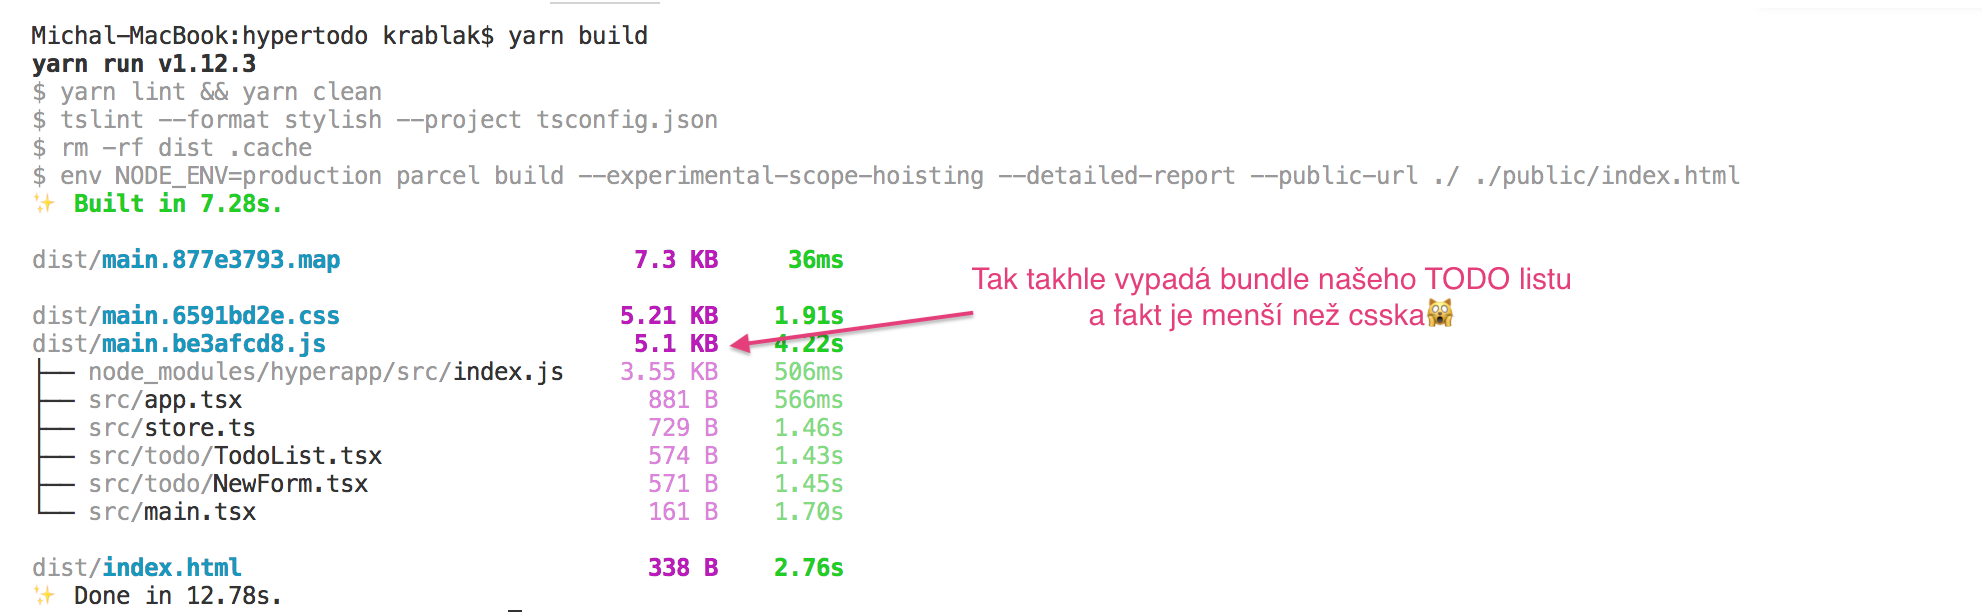 Michal-MacBook:hypertodo krablak$ yarn build
yarn run v1.12.3
$ yarn lint && yarn clean
$ tslint --format stylish --project tsconfig.json
$ rm -rf dist .cache
$ env NODE_ENV=production parcel build --experimental-scope-hoisting --detailed-report --public-url ./ ./public/index.html
✨ Built in 7.28s.
dist/main.877e3793.map 7.3 KB 36ms
Tak takhle vypadá bundle našeho TODO listu
a fakt je menší než csska🙀
dist/main.6591bd2e.css 5.21 KB 1.91s
dist/main.be3afcd8.js 5.1 KB 4.22s
├── node_modules/hyperapp/src/index.js 3.55 KB 506ms
├── src/app.tsx 881 B 566ms
├── src/store.ts 729 B 1.46s
├── src/todo/TodoList.tsx 574 B 1.43s
├── src/todo/NewForm.tsx 571 B 1.45s
└── src/main.tsx 161 B 1.70s
dist/index.html 338 B 2.76s
✨ Done in 12.78s.